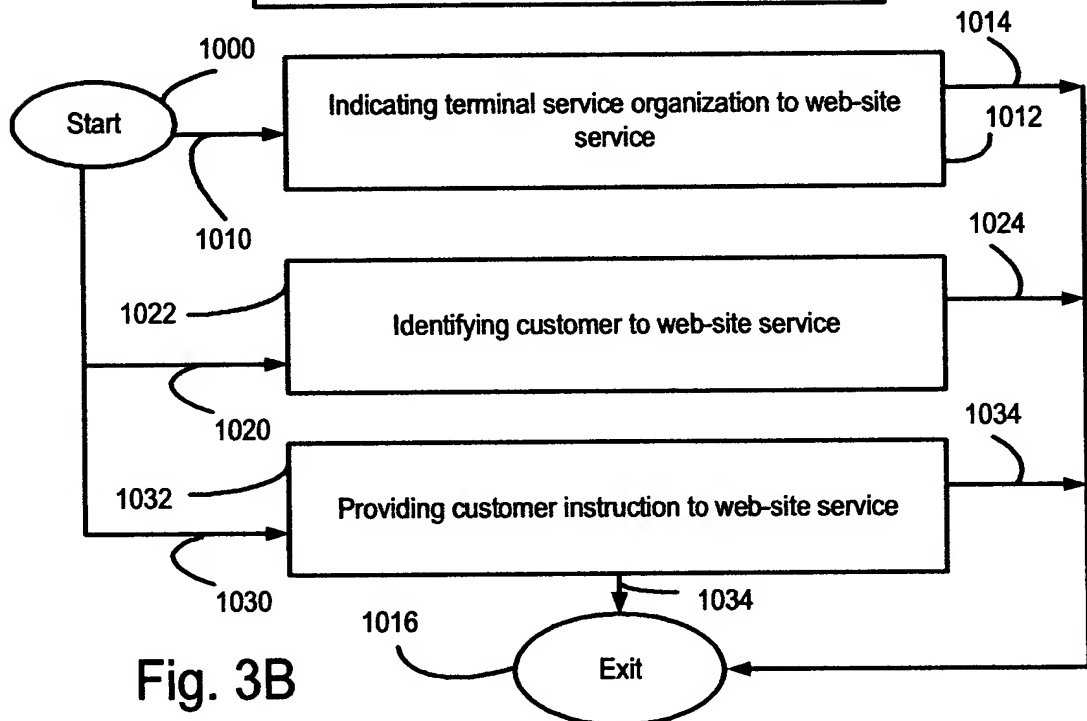 1014
1000
Start
Indicating terminal service organization to web-site
service
1012
1010
1024
1022
Identifying customer to web-site service
1020
1034
1032
Providing customer instruction to web-site service
1030
1034
1016
Exit
Fig. 3B